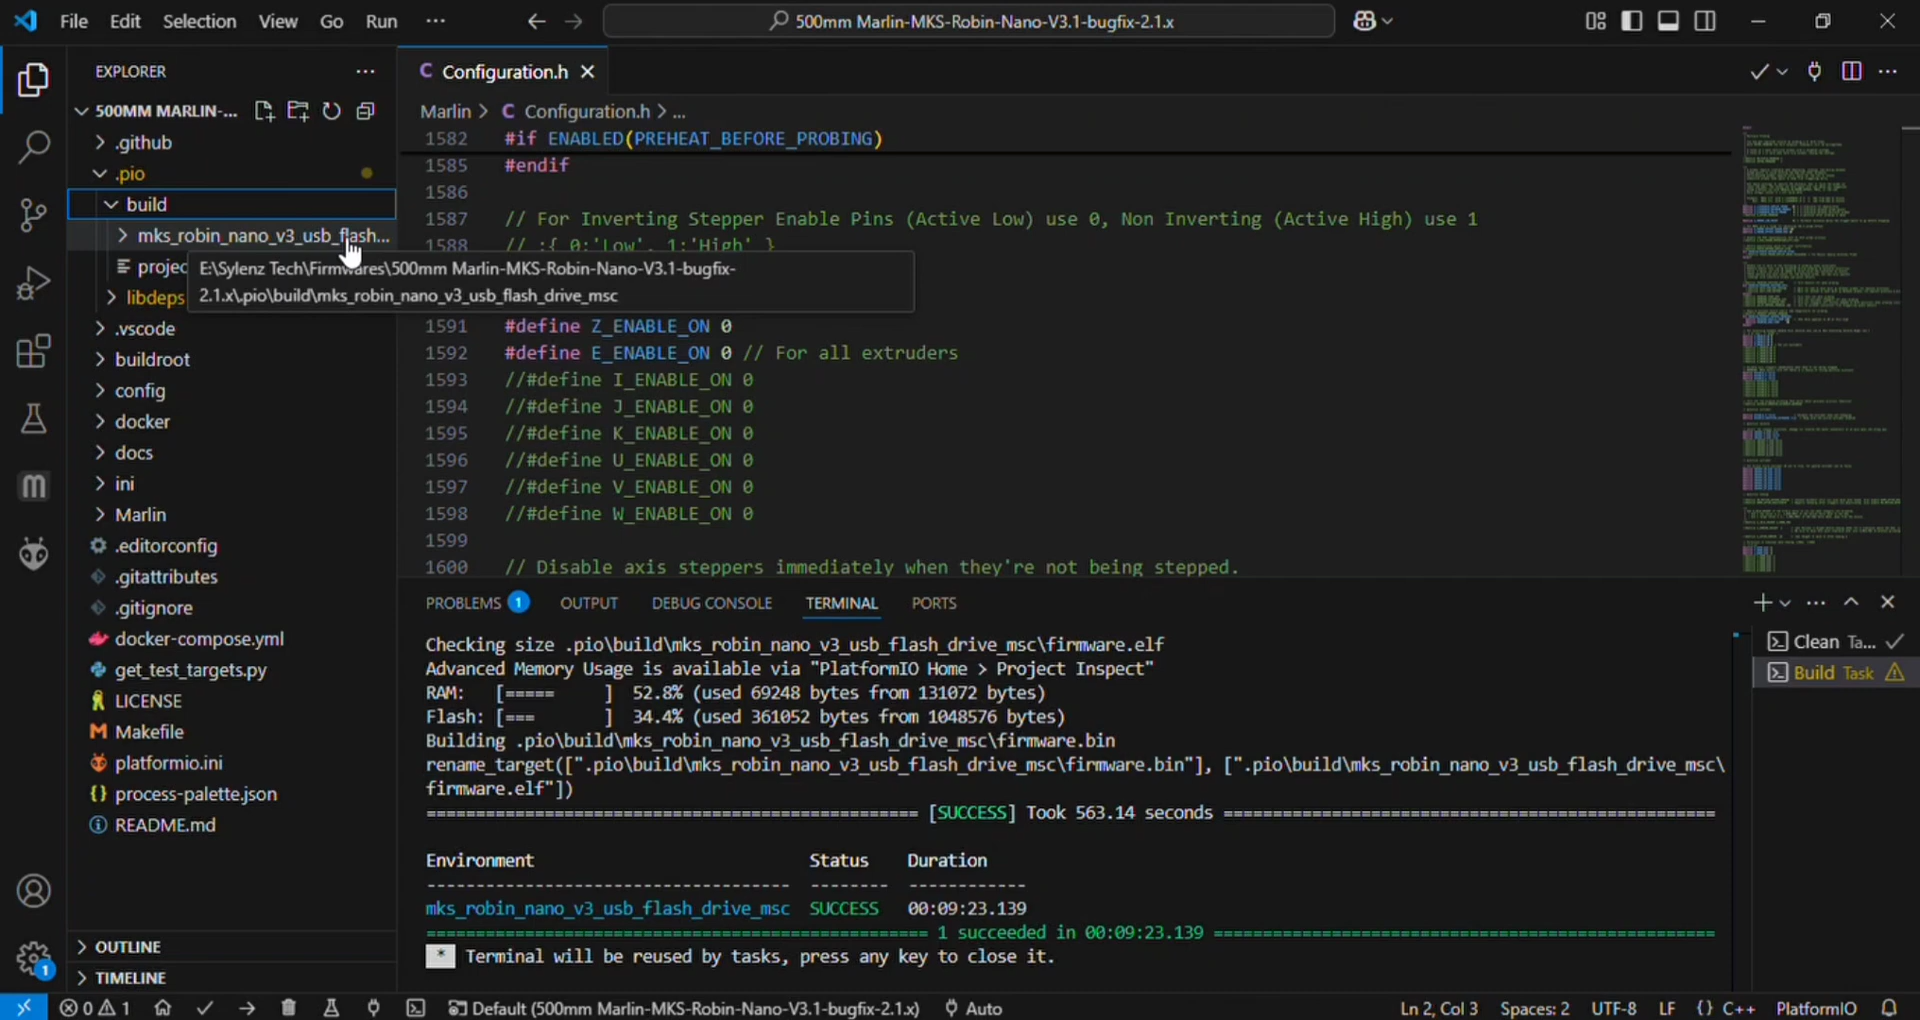 File Edit Selection View Go Run ...
500mm Marlin-MKS-Robin-Nano-V3.1-bugfix-2.1.x
EXPLORER
500MM MARLIN-...
.github
.pio
build
mks_robin_nano_v3_usb_flash...
projec
libdeps
.vscode
buildroot
config
docker
docs
ini
Marlin
.editorconfig
.gitattributes
.gitignore
docker-compose.yml
get_test_targets.py
LICENSE
Makefile
platformio.ini
process-palette.json
README.md
OUTLINE
TIMELINE
E:\Sylenz Tech\Firmwares\500mm Marlin-MKS-Robin-Nano-V3.1-bugfix-
2.1.x\.pio\build\mks_robin_nano_v3_usb_flash_drive_msc
C Configuration.h
Marlin > C Configuration.h > ...
1582 #if ENABLED(PREHEAT_BEFORE_PROBING)
1585 #endif
1586
1587 // For Inverting Stepper Enable Pins (Active Low) use 0, Non Inverting (Active High) use 1
1588 // :{ 0:'Low', 1:'High' }
1591 #define Z_ENABLE_ON 0
1592 #define E_ENABLE_ON 0 // For all extruders
1593 //#define I_ENABLE_ON 0
1594 //#define J_ENABLE_ON 0
1595 //#define K_ENABLE_ON 0
1596 //#define U_ENABLE_ON 0
1597 //#define V_ENABLE_ON 0
1598 //#define W_ENABLE_ON 0
1599
1600 // Disable axis steppers immediately when they're not being stepped.
PROBLEMS 1 OUTPUT DEBUG CONSOLE TERMINAL PORTS
Checking size .pio\build\mks_robin_nano_v3_usb_flash_drive_msc\firmware.elf
Advanced Memory Usage is available via "PlatformIO Home > Project Inspect"
RAM: [===== ] 52.8% (used 69248 bytes from 131072 bytes)
Flash: [=== ] 34.4% (used 361052 bytes from 1048576 bytes)
Building .pio\build\mks_robin_nano_v3_usb_flash_drive_msc\firmware.bin
rename_target([".pio\build\mks_robin_nano_v3_usb_flash_drive_msc\firmware.bin"], [".pio\build\mks_robin_nano_v3_usb_flash_drive_msc\
firmware.elf"])
================================================== [SUCCESS] Took 563.14 seconds ==================================================
Environment Status Duration
------------------------------------- -------- ------------
mks_robin_nano_v3_usb_flash_drive_msc SUCCESS 00:09:23.139
=================================================== 1 succeeded in 00:09:23.139 ===================================================
* Terminal will be reused by tasks, press any key to close it.
Clean Ta...
Build Task
1
0 1 Default (500mm Marlin-MKS-Robin-Nano-V3.1-bugfix-2.1.x) Auto Ln 2, Col 3 Spaces: 2 UTF-8 LF {} C++ PlatformIO